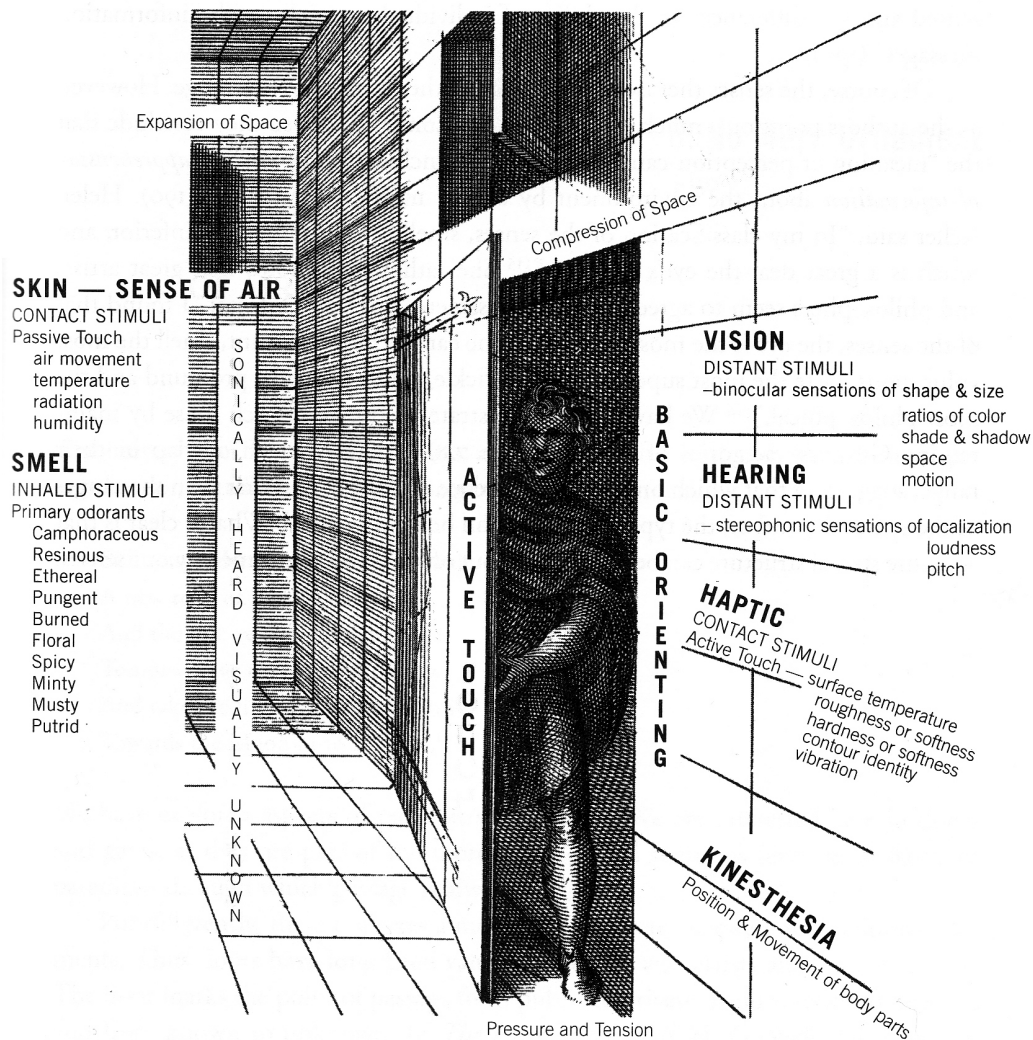 Expansion of Space
Compression of Space
SKIN — SENSE OF AIR
CONTACT STIMULI
Passive Touch
air movement
temperature
radiation
humidity
SMELL
INHALED STIMULI
Primary odorants
Camphoraceous
Resinous
Ethereal
Pungent
Burned
Floral
Spicy
Minty
Musty
Putrid
SONICALLY HEARD VISUALLY UNKNOWN
ACTIVE TOUCH
BASIC ORIENTING
VISION
DISTANT STIMULI
–binocular sensations of shape & size
ratios of color
shade & shadow
space
motion
HEARING
DISTANT STIMULI
– stereophonic sensations of localization
loudness
pitch
HAPTIC
CONTACT STIMULI
Active Touch — surface temperature
roughness or softness
hardness or softness
contour identity
vibration
KINESTHESIA
Position & Movement of body parts
Pressure and Tension